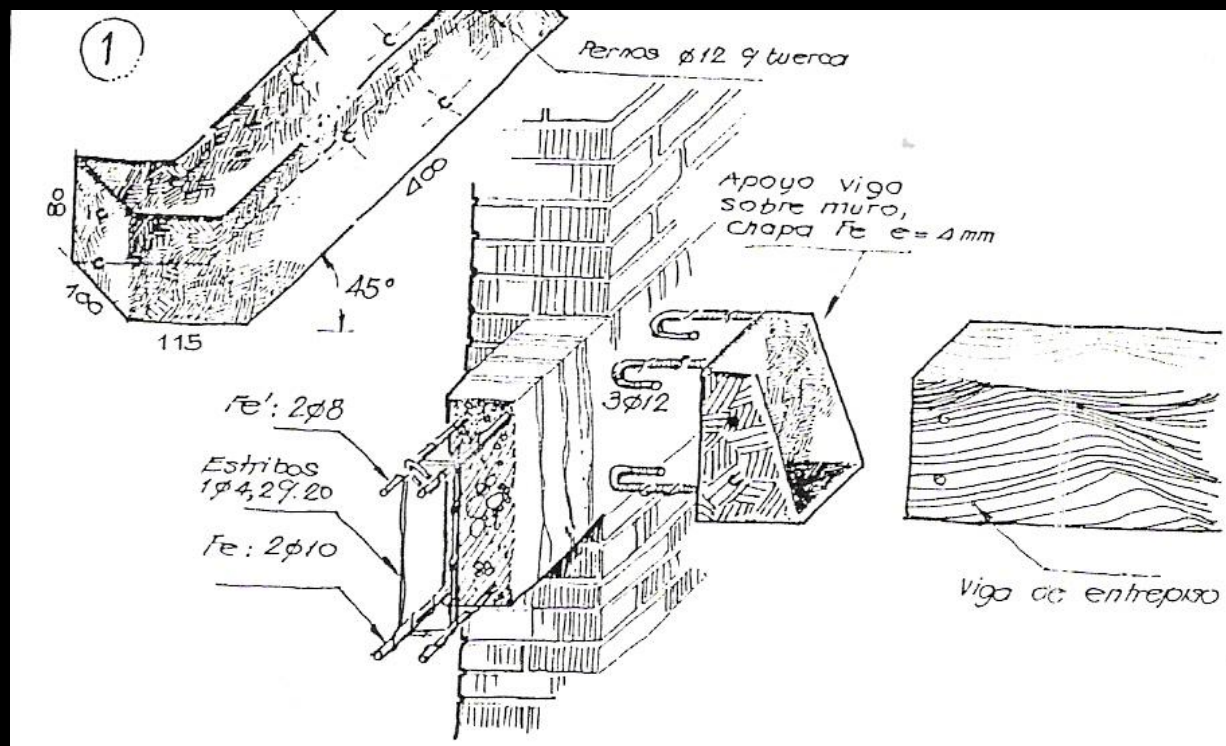 1
Pernos ø12 y tuerca
80
100
115
400
45°
Apoyo viga
sobre muro,
chapa Fe e=4mm
3ø12
Fe': 2ø8
Estribos
1ø4,2 c. 20
Fe: 2ø10
Viga de entrepiso